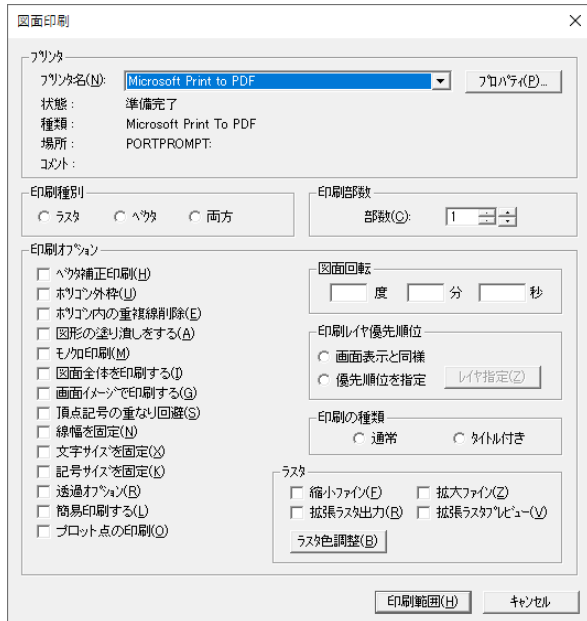 図面印刷
プリンタ
プリンタ名(N): Microsoft Print to PDF プロパティ(P)...
状態: 準備完了
種類: Microsoft Print To PDF
場所: PORTPROMPT:
コメント:
印刷種別
ラスタ ベクタ 両方
印刷部数
部数(C): 1
印刷オプション
ベクタ補正印刷(H)
ポリゴン外枠(U)
ポリゴン内の重複線削除(E)
図形の塗り潰しをする(A)
モノクロ印刷(M)
図面全体を印刷する(I)
画面イメージで印刷する(G)
頂点記号の重なり回避(S)
線幅を固定(N)
文字サイズを固定(X)
記号サイズを固定(K)
透過オプション(R)
簡易印刷する(L)
プロット点の印刷(O)
図面回転
度 分 秒
印刷レイヤ優先順位
画面表示と同様
優先順位を指定 レイヤ指定(Z)
印刷の種類
通常 タイトル付き
ラスタ
縮小ファイン(F) 拡大ファイン(Z)
拡張ラスタ出力(R) 拡張ラスタプレビュー(V)
ラスタ色調整(B)
印刷範囲(H) キャンセル